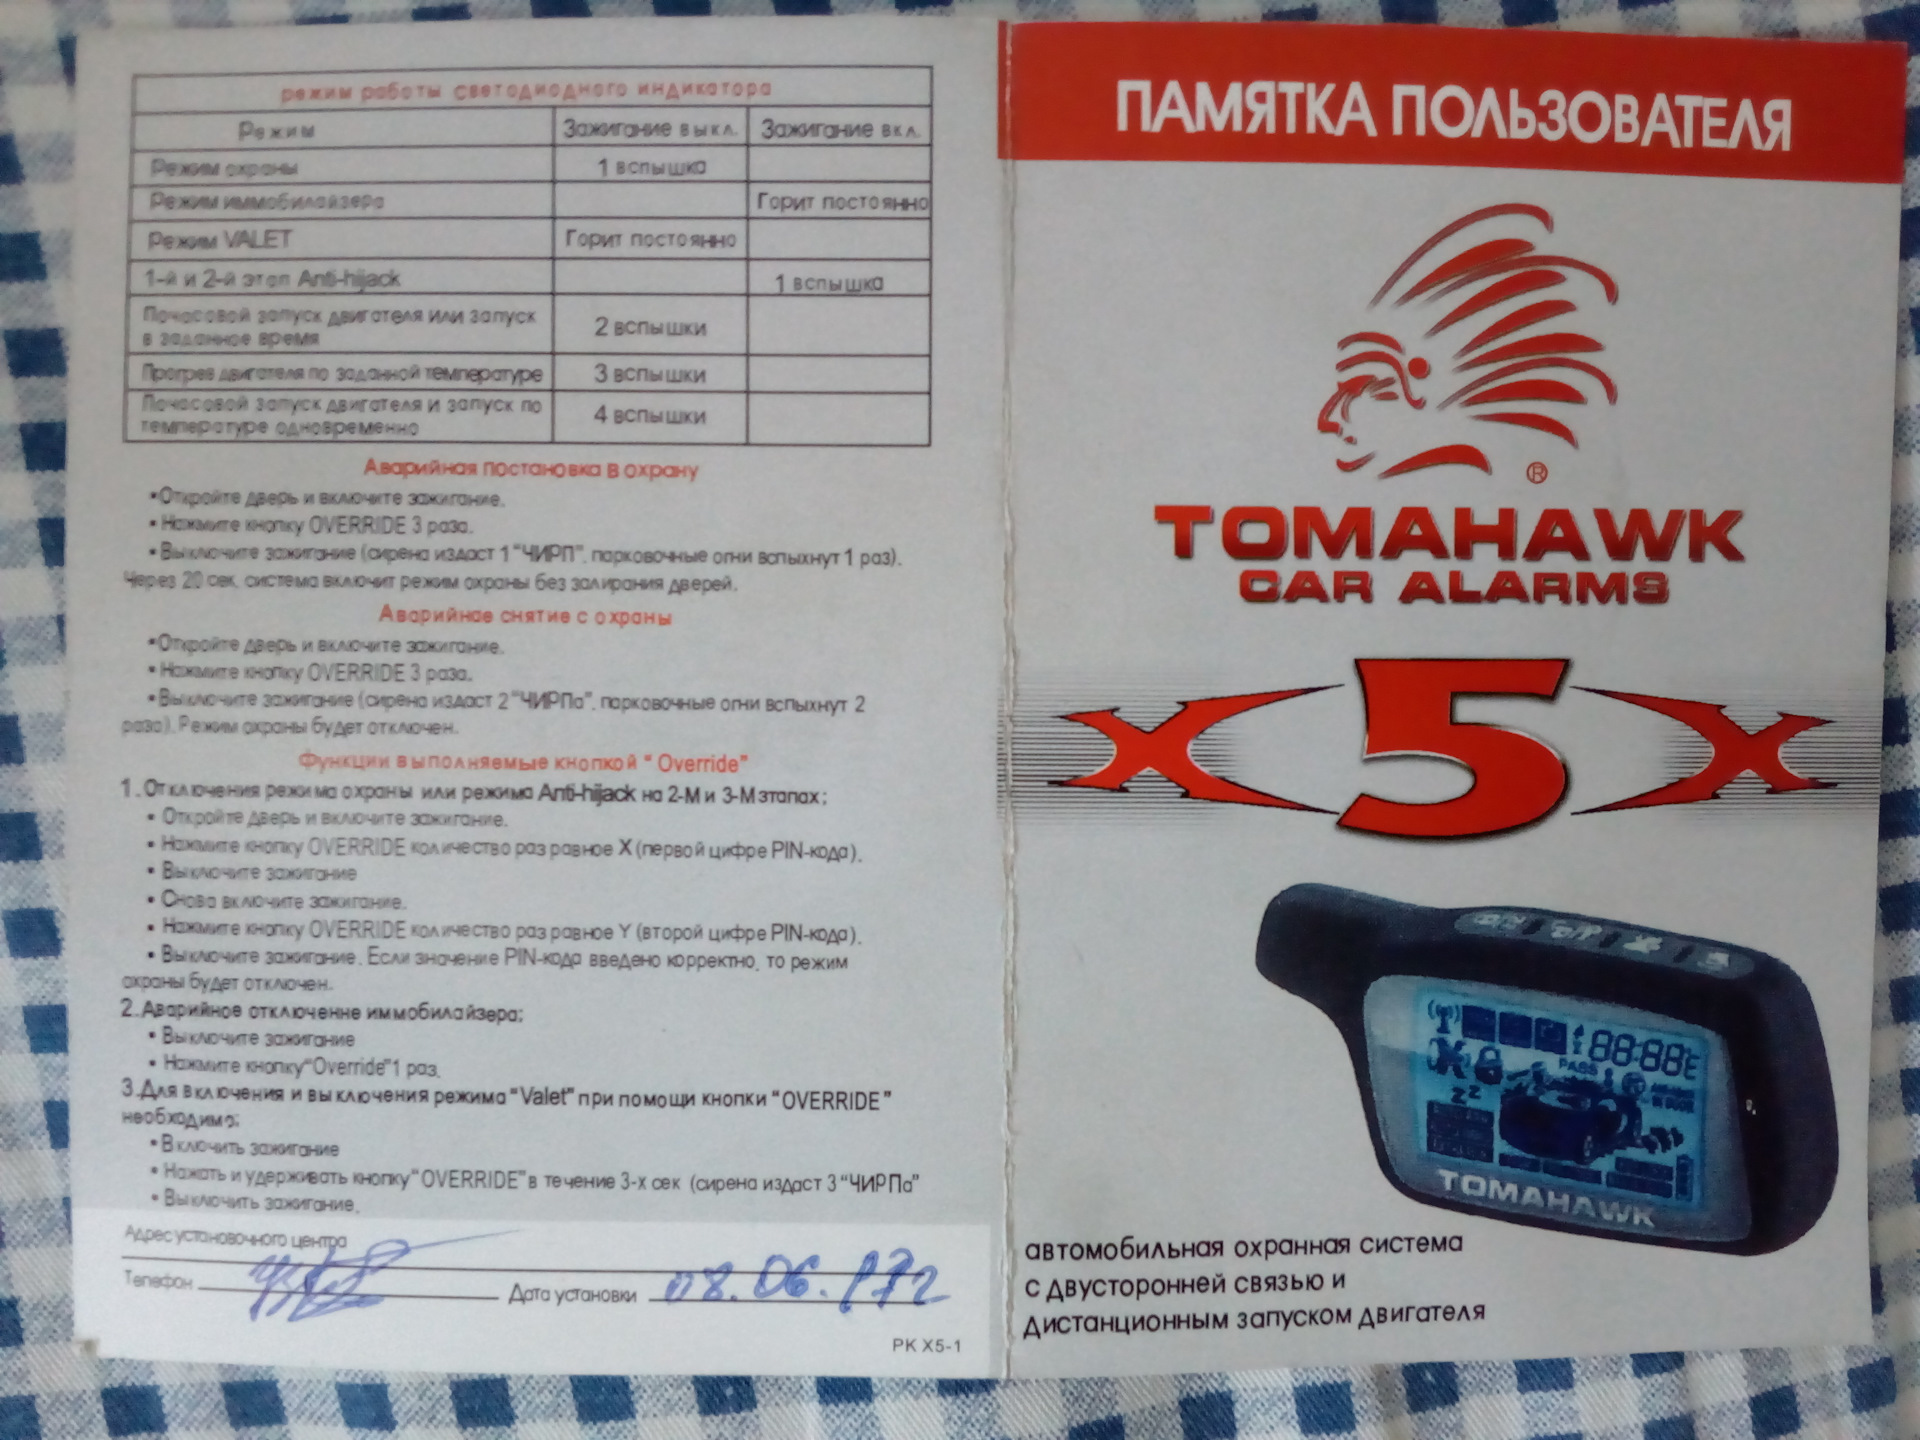 режим работы светодиодного индикатора
Режим Зажигание выкл. Зажигание вкл.
Режим охраны 1 вспышка
Режим иммобилайзера Горит постоянно
Режим VALET Горит постоянно
1-й и 2-й этап Anti-hijack 1 вспышка
Почасовой запуск двигателя или запуск
в заданное время 2 вспышки
Прогрев двигателя по заданной температуре 3 вспышки
Почасовой запуск двигателя и запуск по
температуре одновременно 4 вспышки
Аварийная постановка в охрану
•Откройте дверь и включите зажигание.
•Нажмите кнопку OVERRIDE 3 раза.
•Выключите зажигание (сирена издаст 1 "ЧИРП". парковочные огни вспыхнут 1 раз).
Через 20 сек. система включит режим охраны без запирания дверей.
Аварийное снятие с охраны
•Откройте дверь и включите зажигание.
•Нажмите кнопку OVERRIDE 3 раза.
•Выключите зажигание (сирена издаст 2 "ЧИРПа". парковочные огни вспыхнут 2
раза). Режим охраны будет отключен.
Функции выполняемые кнопкой "Override"
1.Отключения режима охраны или режима Anti-hijack на 2-М и 3-М этапах;
• Откройте дверь и включите зажигание.
• Нажмите кнопку OVERRIDE количество раз равное X (первой цифре PIN-кода).
• Выключите зажигание
• Снова включите зажигание.
• Нажмите кнопку OVERRIDE количество раз равное Y (второй цифре PIN-кода).
• Выключите зажигание. Если значение PIN-кода введено корректно, то режим
охраны будет отключен.
2.Аварийное отключенне иммобилайзера;
• Выключите зажигание
• Нажмите кнопку"Override"1 раз.
3.Для включения и выключения режима "Valet" при помощи кнопки "OVERRIDE"
необходимо;
•Включить зажигание
•Нажать и удерживать кнопку"OVERRIDE"в течение 3-х сек (сирена издаст 3 "ЧИРПа"
•Выключить зажигание.
Адрес установочного центра
Телефон Дата установки 08.06.
РК X5-1
ПАМЯТКА ПОЛЬЗОВАТЕЛЯ
®
TOMAHAWK
CAR ALARMS
X5X
88:88
PASS
ZZ
TOMAHAWK
автомобильная охранная система
с двусторонней связью и
дистанционным запуском двигателя